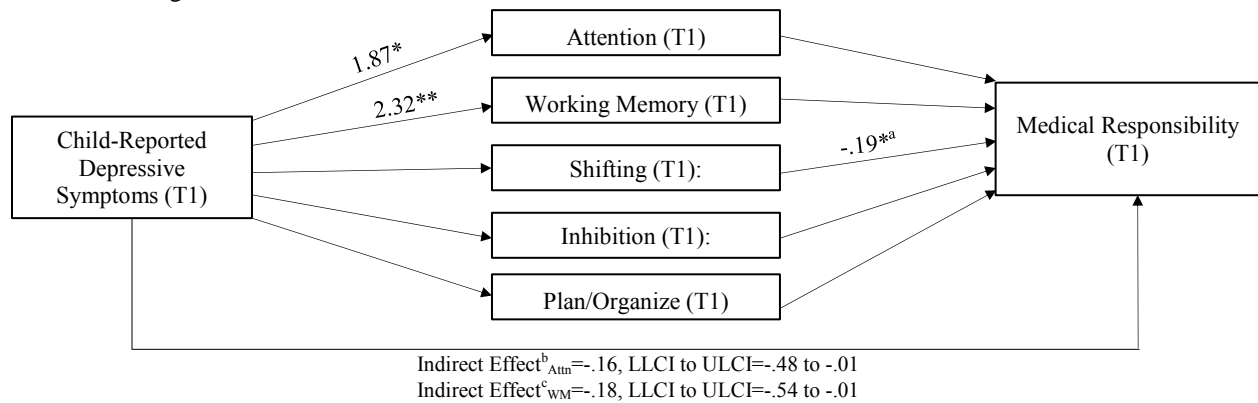 Attention (T1)
1.87*
2.32**
Working Memory (T1)
Child-Reported
Depressive
Symptoms (T1)
Shifting (T1):
-.19*ᵃ
Medical Responsibility
(T1)
Inhibition (T1):
Plan/Organize (T1)
Indirect Effectᵇ Attn=-.16, LLCI to ULCI=-.48 to -.01
Indirect Effectᶜ WM=-.18, LLCI to ULCI=-.54 to -.01